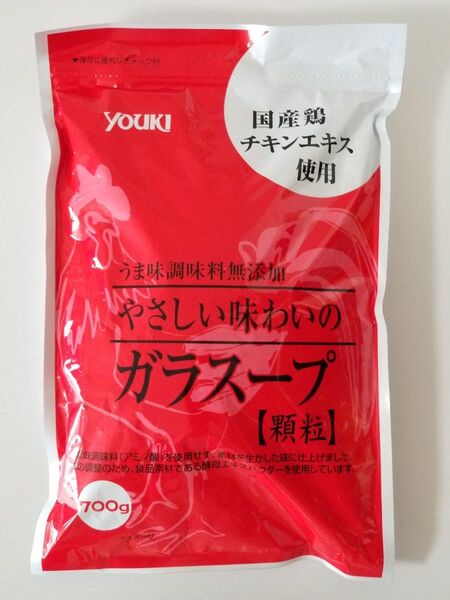 ▼保存に便利なチャック付
YOUKI
国産鶏
チキンエキス
使用
うま味調味料無添加
やさしい味わいの
ガラスープ
【顆粒】
味調味料(アミノ酸)を使用せず、素材を生かした味に仕上げました
の調整のため、食品素材である酵母エキスパウダーを使用しています。
700g